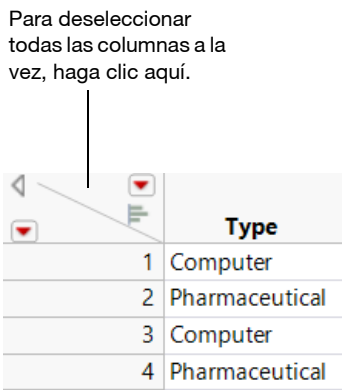 Para deseleccionar
todas las columnas a la
vez, haga clic aquí.
Type
1 Computer
2 Pharmaceutical
3 Computer
4 Pharmaceutical